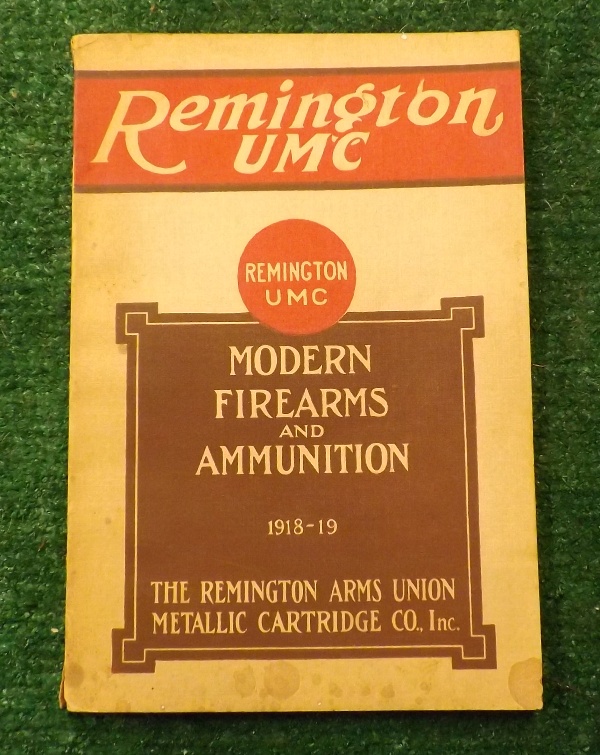 Remington
UMC
REMINGTON
UMC
MODERN
FIREARMS
AND
AMMUNITION
1918-19
THE REMINGTON ARMS UNION
METALLIC CARTRIDGE CO., Inc.